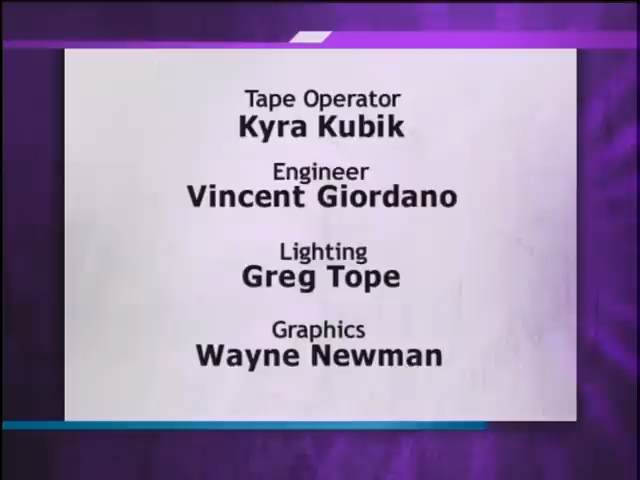 Tape Operator
Kyra Kubik
Engineer
Vincent Giordano
Lighting
Greg Tope
Graphics
Wayne Newman